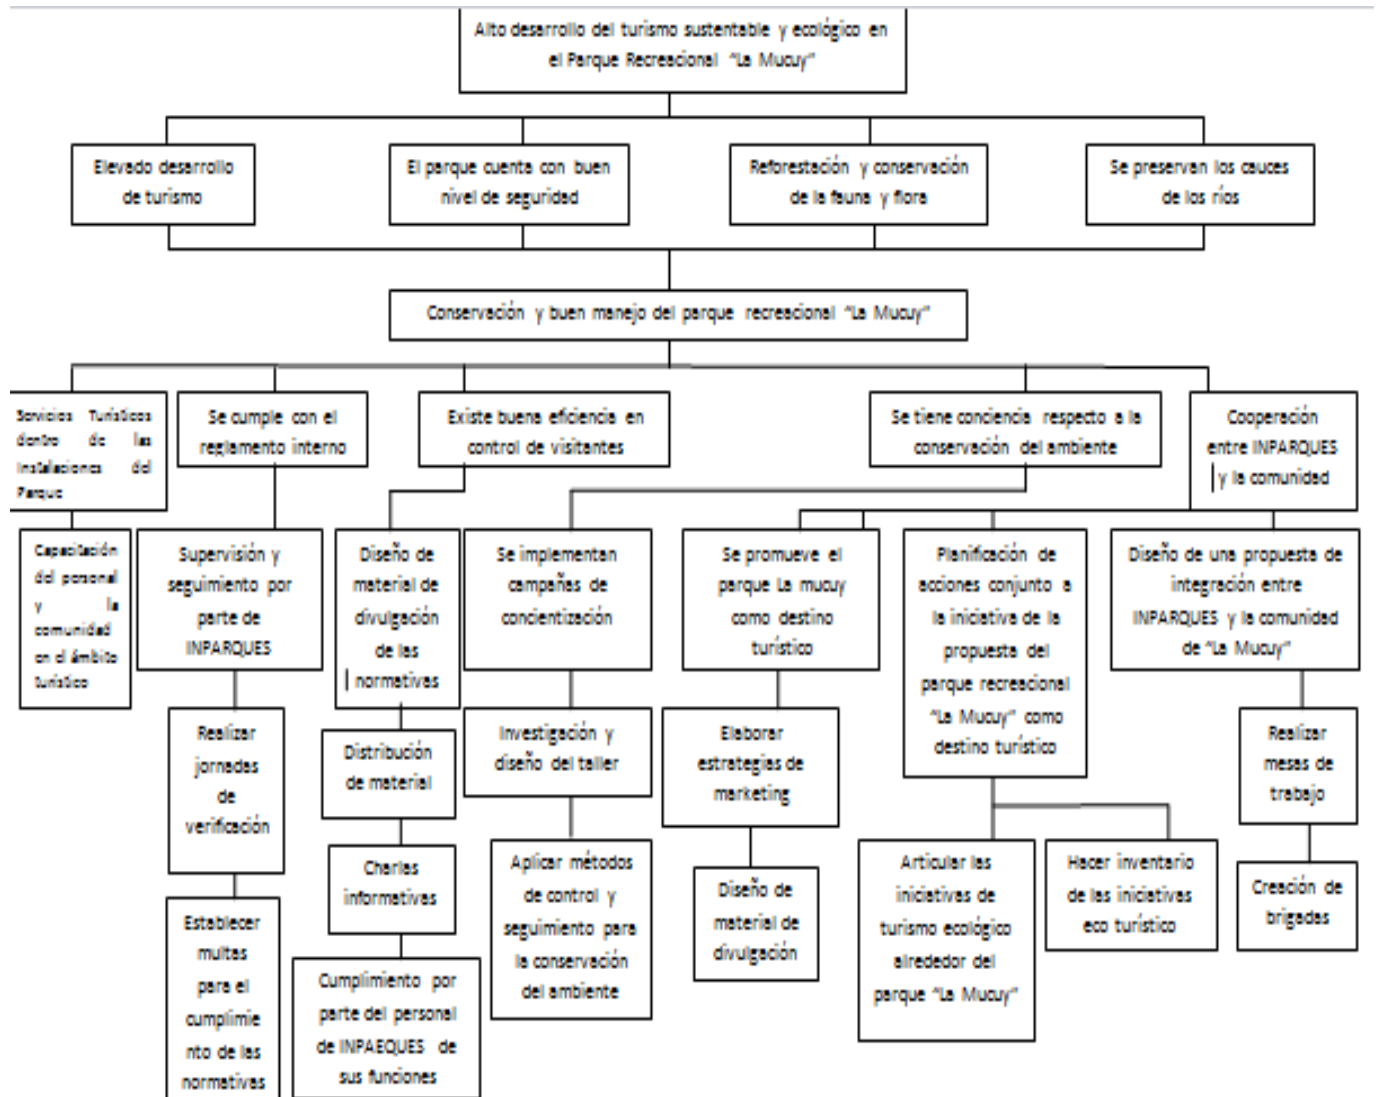 Alto desarrollo del turismo sustentable y ecológico en
el Parque Recreacional “La Mucuy”
Elevado desarrollo
de turismo
El parque cuenta con buen
nivel de seguridad
Reforestación y conservación
de la fauna y flora
Se preservan los cauces
de los ríos
Conservación y buen manejo del parque recreacional “La Mucuy”
Servicios Turísticos
dentro de las
Instalaciones del
Parque
Se cumple con el
reglamento interno
Existe buena eficiencia en
control de visitantes
Se tiene conciencia respecto a la
conservación del ambiente
Cooperación
entre INPARQUES
y la comunidad
Capacitación
del personal
y la
comunidad
en el ámbito
turístico
Supervisión y
seguimiento por
parte de
INPARQUES
Diseño de
material de
divulgación
de las
normativas
Se implementan
campañas de
concientización
Se promueve el
parque La mucuy
como destino
turístico
Planificación de
acciones conjunto a
la iniciativa de la
propuesta del
parque recreacional
“La Mucuy” como
destino turístico
Diseño de una propuesta de
integración entre
INPARQUES y la comunidad
de “La Mucuy”
Realizar
jornadas
de
verificación
Distribución
de material
Investigación y
diseño del taller
Elaborar
estrategias de
marketing
Realizar
mesas de
trabajo
Charlas
informativas
Aplicar métodos
de control y
seguimiento para
la conservación
del ambiente
Diseño de
material de
divulgación
Articular las
iniciativas de
turismo ecológico
alrededor del
parque “La Mucuy”
Hacer inventario
de las iniciativas
eco turístico
Creación de
brigadas
Establecer
multas
para el
cumplimie
nto de las
normativas
Cumplimiento por
parte del personal
de INPAEQUES de
sus funciones